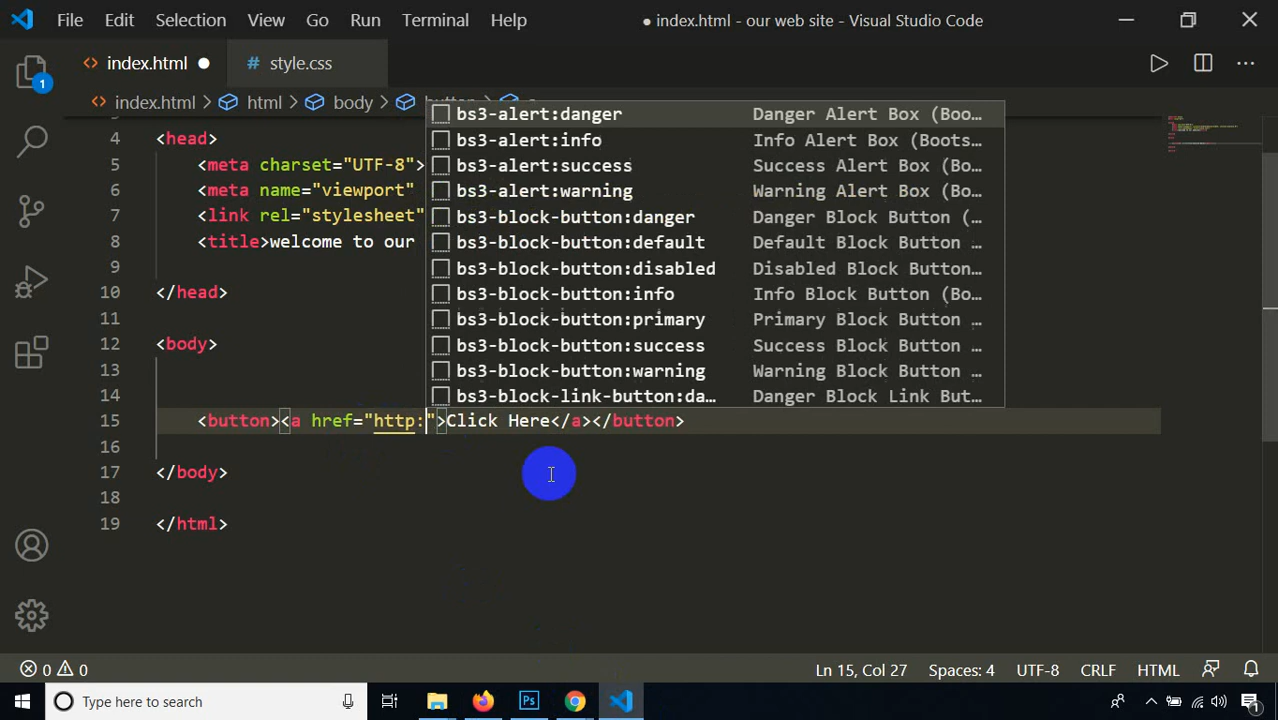 File Edit Selection View Go Run Terminal Help ● index.html - our web site - Visual Studio Code
<> index.html ● # style.css
<> index.html > html > body >
bs3-alert:danger Danger Alert Box (Boo…
4 <head> bs3-alert:info Info Alert Box (Boots…
5 <meta charset="UTF-8"> bs3-alert:success Success Alert Box (Bo…
6 <meta name="viewport" bs3-alert:warning Warning Alert Box (Bo…
7 <link rel="stylesheet" bs3-block-button:danger Danger Block Button (…
8 <title>welcome to our bs3-block-button:default Default Block Button …
9 bs3-block-button:disabled Disabled Block Button…
10 </head> bs3-block-button:info Info Block Button (Bo…
11 bs3-block-button:primary Primary Block Button …
12 <body> bs3-block-button:success Success Block Button …
13 bs3-block-button:warning Warning Block Button …
14 bs3-block-link-button:da… Danger Block Link But…
15 <button><a href="http:">Click Here</a></button>
16
17 </body>
18
19 </html>
1
0 0 Ln 15, Col 27 Spaces: 4 UTF-8 CRLF HTML
Type here to search Ps 1